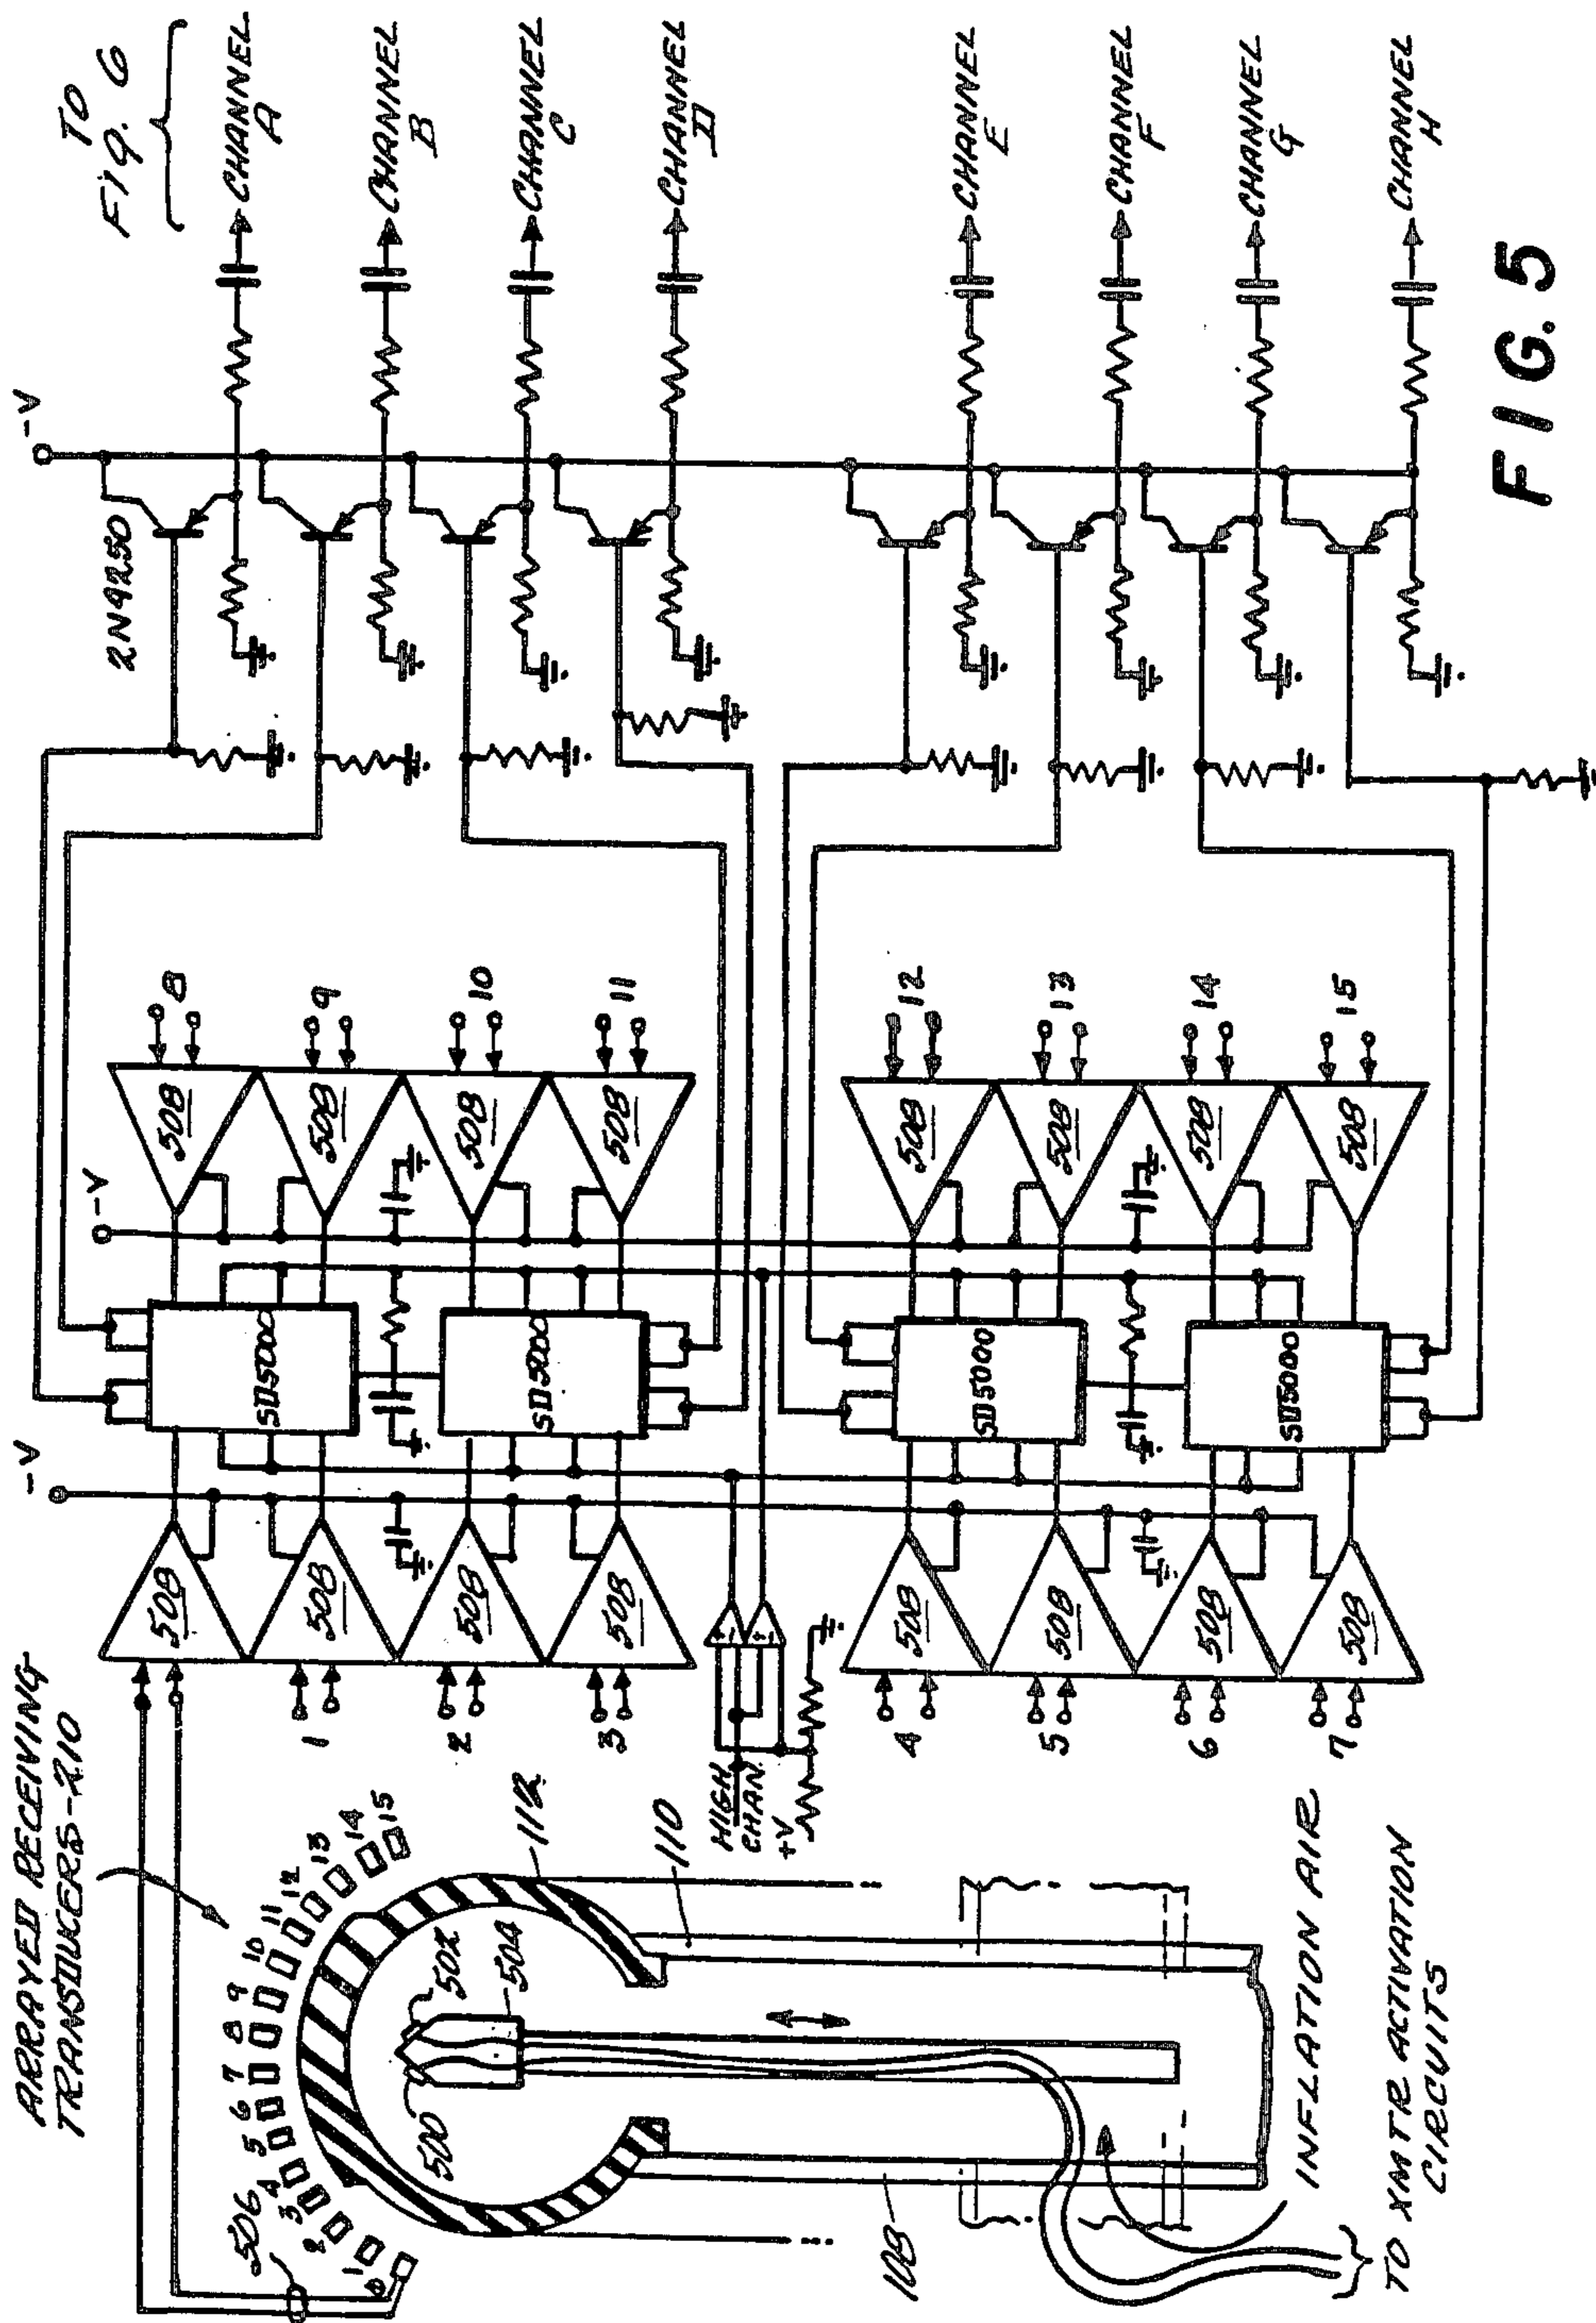 ARRAYED RECEIVING
TRANSDUCERS-210
506
0
1
2
3
4
5
6
7
8
9
10
11
12
13
14
15
500
502
504
112
110
108
INFLATION AIR
TO XMTR ACTIVATION
CIRCUITS
-V
-V
-V
508
508
508
508
1
2
3
SD5000
SD5000
508
508
508
508
8
9
10
11
HIGH
CHAN.
+V
+
-
+
-
508
508
508
508
4
5
6
7
SD5000
SD5000
508
508
508
508
12
13
14
15
2N4250
TO
FIG. 6
CHANNEL
A
CHANNEL
B
CHANNEL
C
CHANNEL
D
CHANNEL
E
CHANNEL
F
CHANNEL
G
CHANNEL
H
FIG. 5